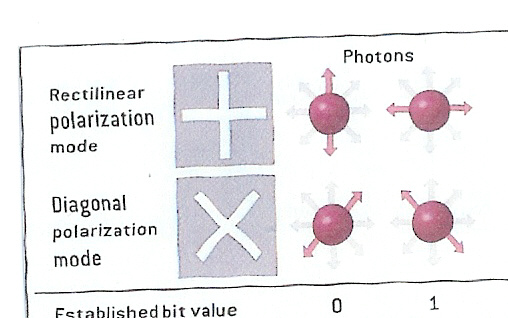 Photons
Rectilinear
polarization
mode
Diagonal
polarization
mode
Established bit value 0 1